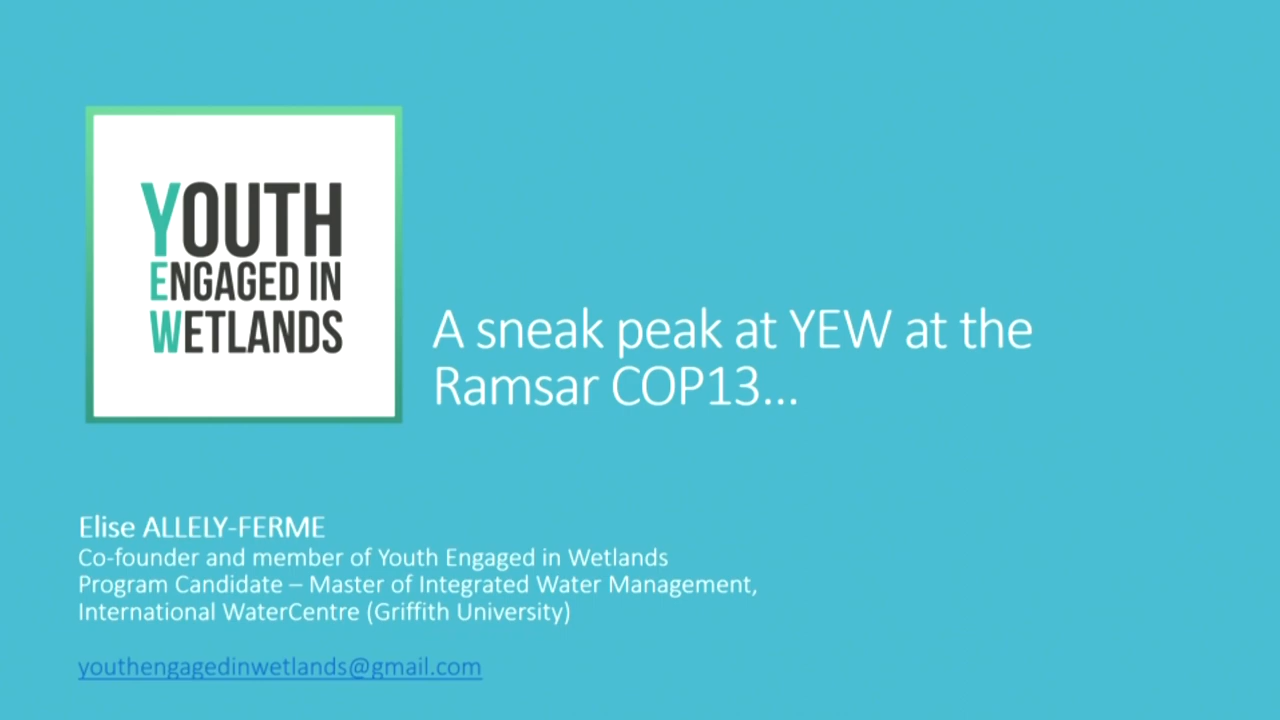 YOUTH
ENGAGED IN
WETLANDS
A sneak peak at YEW at the
Ramsar COP13...
Elise ALLELY-FERME
Co-founder and member of Youth Engaged in Wetlands
Program Candidate – Master of Integrated Water Management,
International WaterCentre (Griffith University)
youthengagedinwetlands@gmail.com